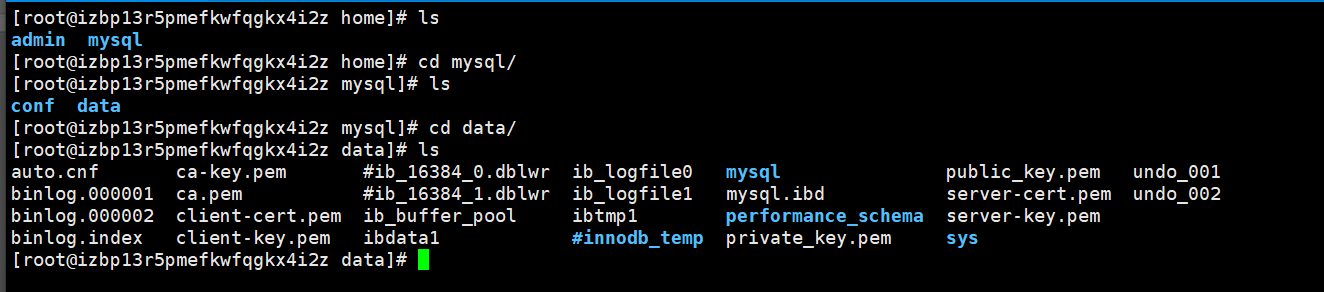 [root@izbp13r5pmefkwfqgkx4i2z home]# ls
admin  mysql
[root@izbp13r5pmefkwfqgkx4i2z home]# cd mysql/
[root@izbp13r5pmefkwfqgkx4i2z mysql]# ls
conf  data
[root@izbp13r5pmefkwfqgkx4i2z mysql]# cd data/
[root@izbp13r5pmefkwfqgkx4i2z data]# ls
auto.cnf       ca-key.pem       #ib_16384_0.dblwr  ib_logfile0   mysql               public_key.pem   undo_001
binlog.000001  ca.pem           #ib_16384_1.dblwr  ib_logfile1   mysql.ibd           server-cert.pem  undo_002
binlog.000002  client-cert.pem  ib_buffer_pool     ibtmp1        performance_schema  server-key.pem
binlog.index   client-key.pem   ibdata1            #innodb_temp  private_key.pem     sys
[root@izbp13r5pmefkwfqgkx4i2z data]#